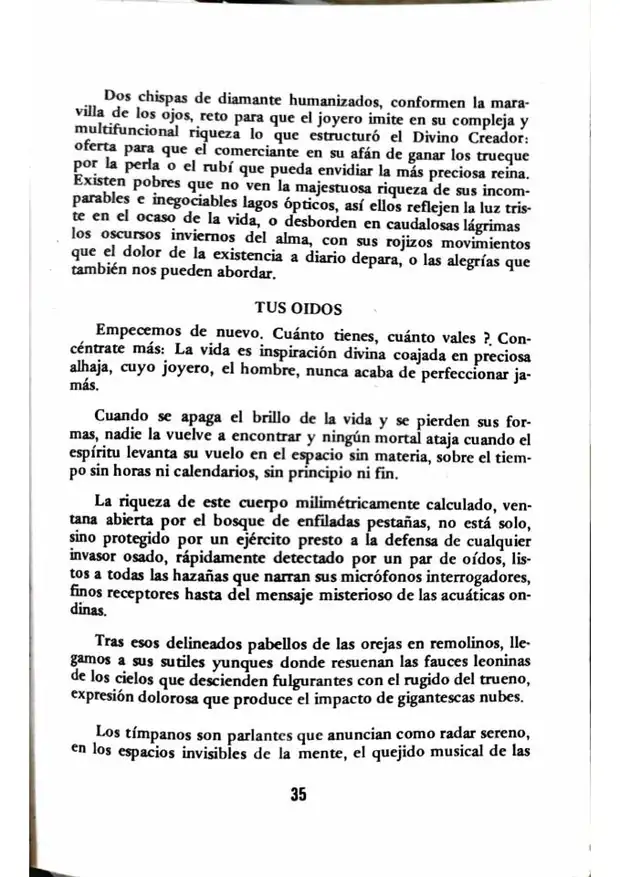 Dos chispas de diamante humanizados, conformen la mara-
villa de los ojos, reto para que el joyero imite en su compleja y
multifuncional riqueza lo que estructuró el Divino Creador:
oferta para que el comerciante en su afán de ganar los trueque
por la perla o el rubí que pueda envidiar la más preciosa reina.
Existen pobres que no ven la majestuosa riqueza de sus incom-
parables e inegociables lagos ópticos, así ellos reflejen la luz tris-
te en el ocaso de la vida, o desborden en caudalosas lágrimas
los oscursos inviernos del alma, con sus rojizos movimientos
que el dolor de la existencia a diario depara, o las alegrías que
también nos pueden abordar.
TUS OIDOS
Empecemos de nuevo. Cuánto tienes, cuánto vales ?. Con-
céntrate más: La vida es inspiración divina coajada en preciosa
alhaja, cuyo joyero, el hombre, nunca acaba de perfeccionar ja-
más.
Cuando se apaga el brillo de la vida y se pierden sus for-
mas, nadie la vuelve a encontrar y ningún mortal ataja cuando el
espíritu levanta su vuelo en el espacio sin materia, sobre el tiem-
po sin horas ni calendarios, sin principio ni fin.
La riqueza de este cuerpo milimétricamente calculado, ven-
tana abierta por el bosque de enfiladas pestañas, no está solo,
sino protegido por un ejército presto a la defensa de cualquier
invasor osado, rápidamente detectado por un par de oídos, lis-
tos a todas las hazañas que narran sus micrófonos interrogadores,
finos receptores hasta del mensaje misterioso de las acuáticas on-
dinas.
Tras esos delineados pabellos de las orejas en remolinos, lle-
gamos a sus sutiles yunques donde resuenan las fauces leoninas
de los cielos que descienden fulgurantes con el rugido del trueno,
expresión dolorosa que produce el impacto de gigantescas nubes.
Los tímpanos son parlantes que anuncian como radar sereno,
en los espacios invisibles de la mente, el quejido musical de las
35